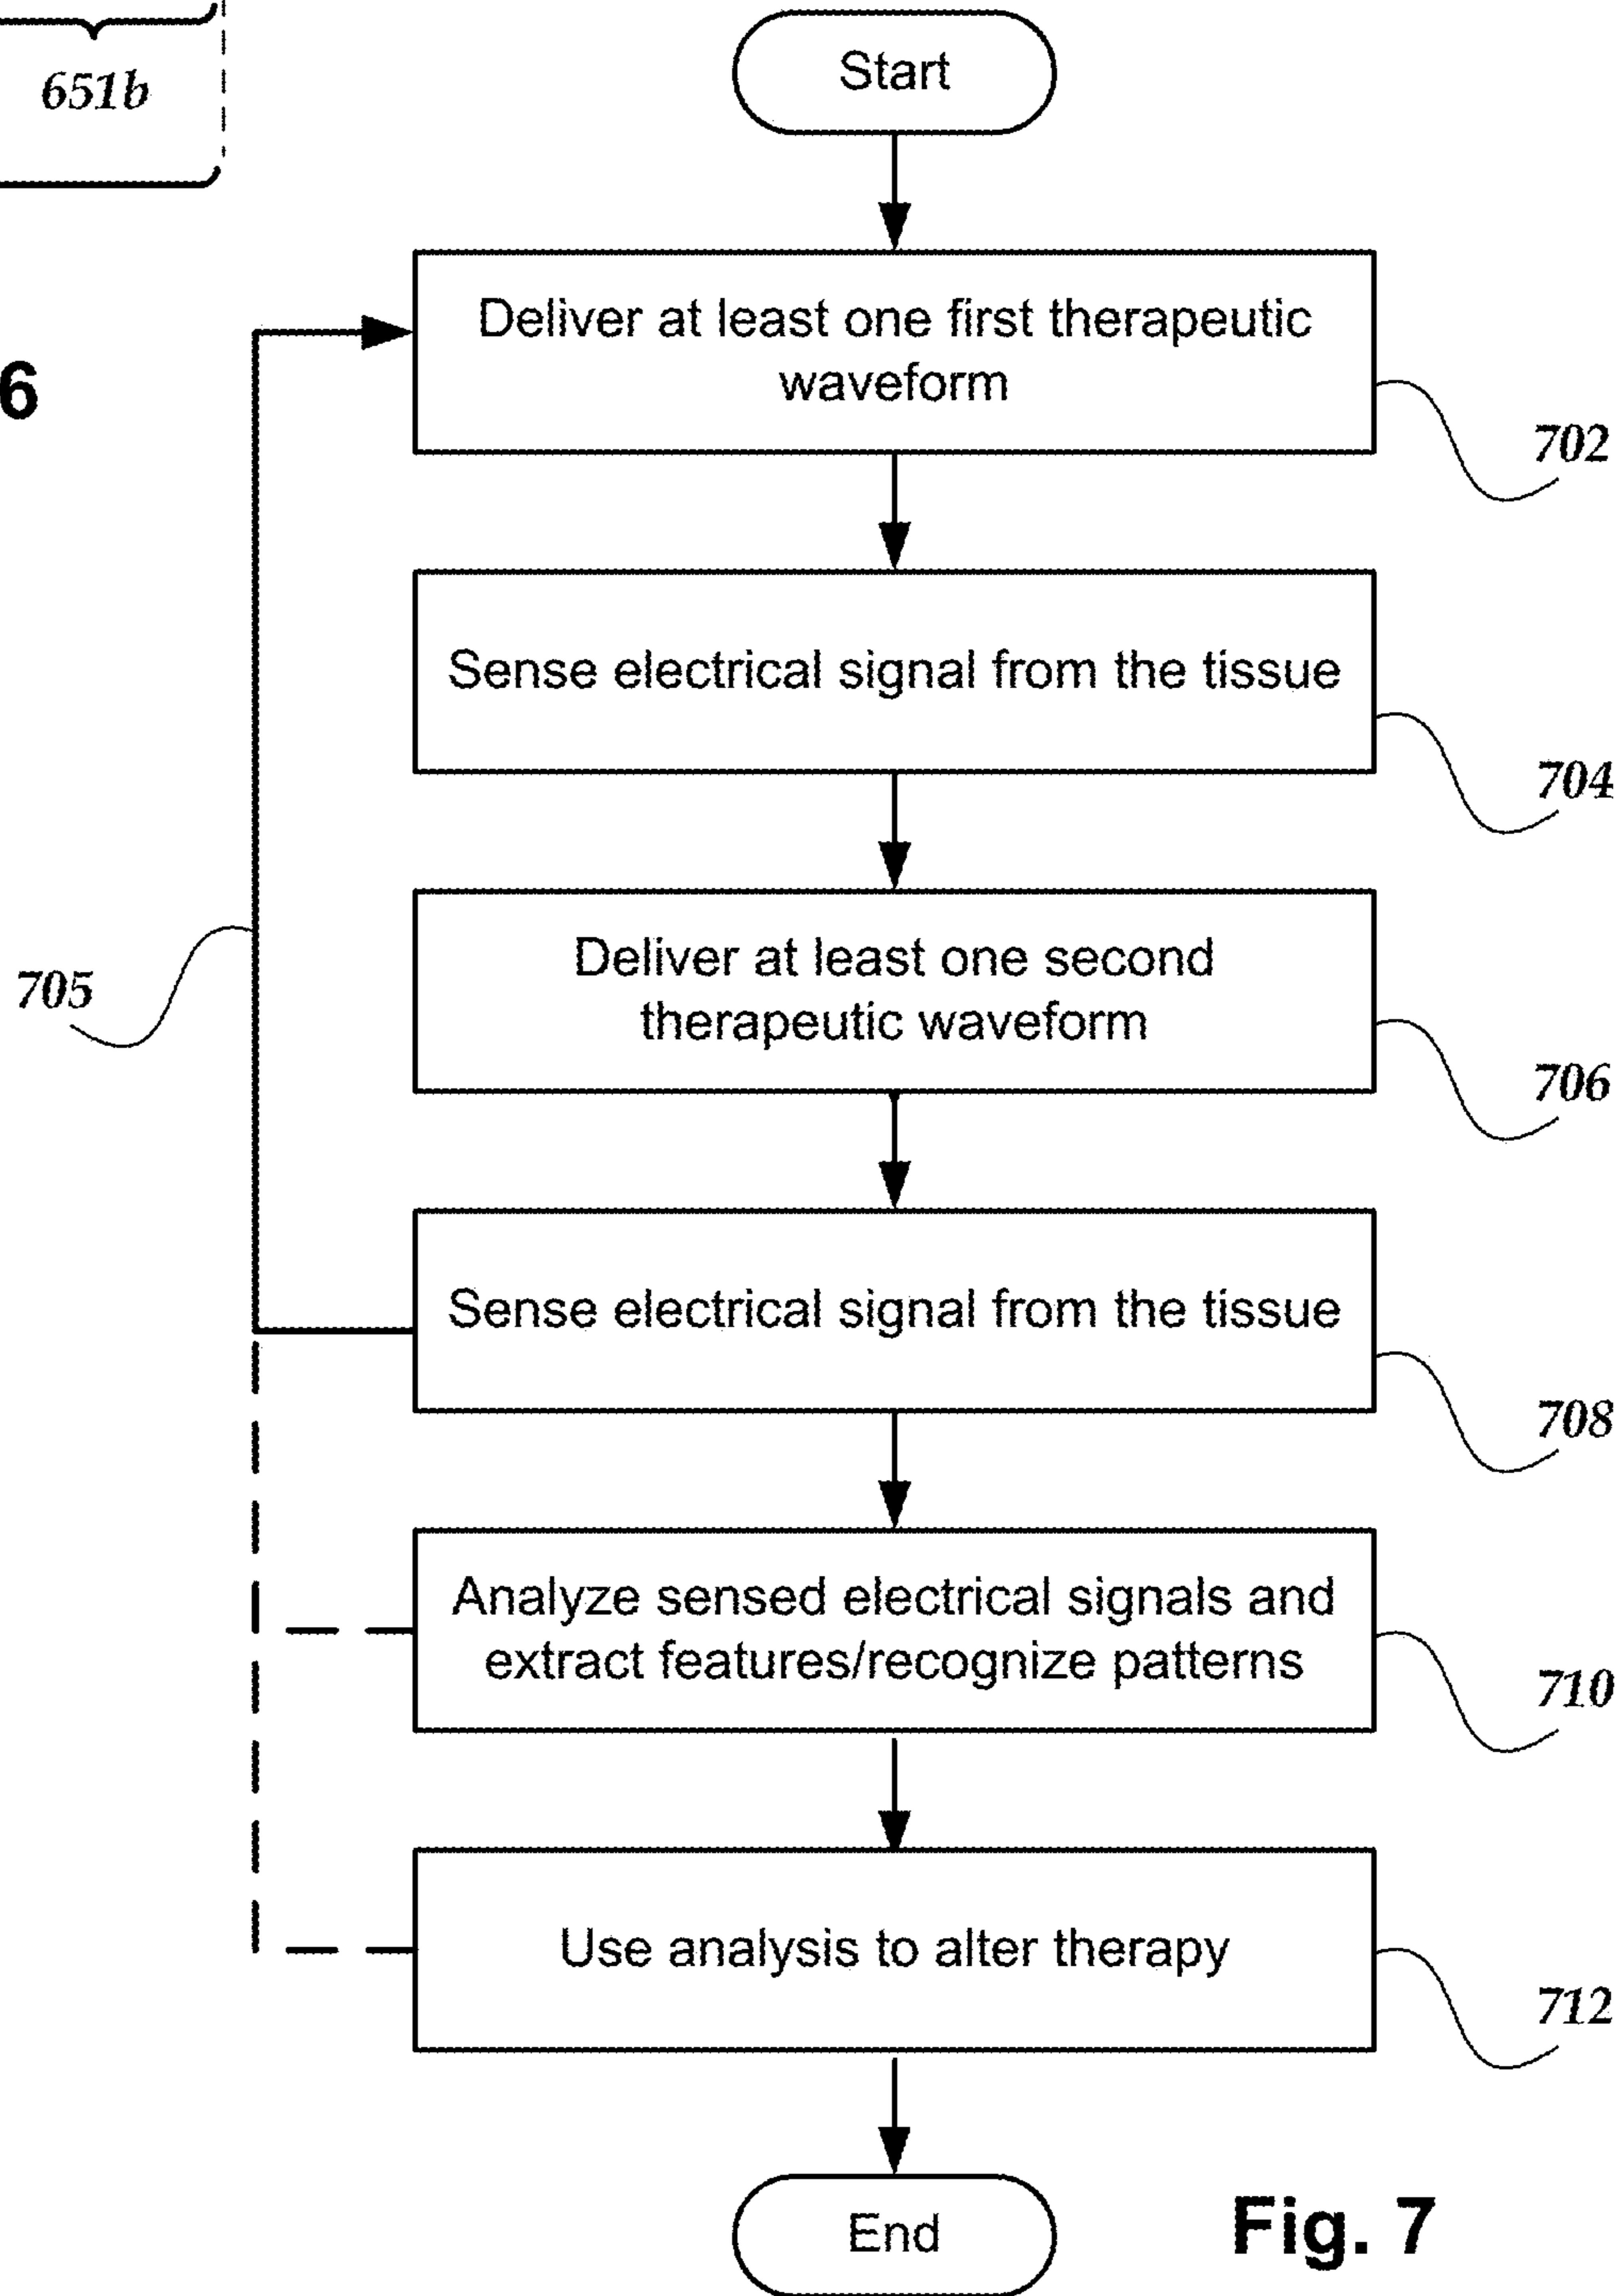 651b
Start
6
Deliver at least one first therapeutic
waveform
702
Sense electrical signal from the tissue
704
705
Deliver at least one second
therapeutic waveform
706
Sense electrical signal from the tissue
708
Analyze sensed electrical signals and
extract features/recognize patterns
710
Use analysis to alter therapy
712
End
Fig. 7